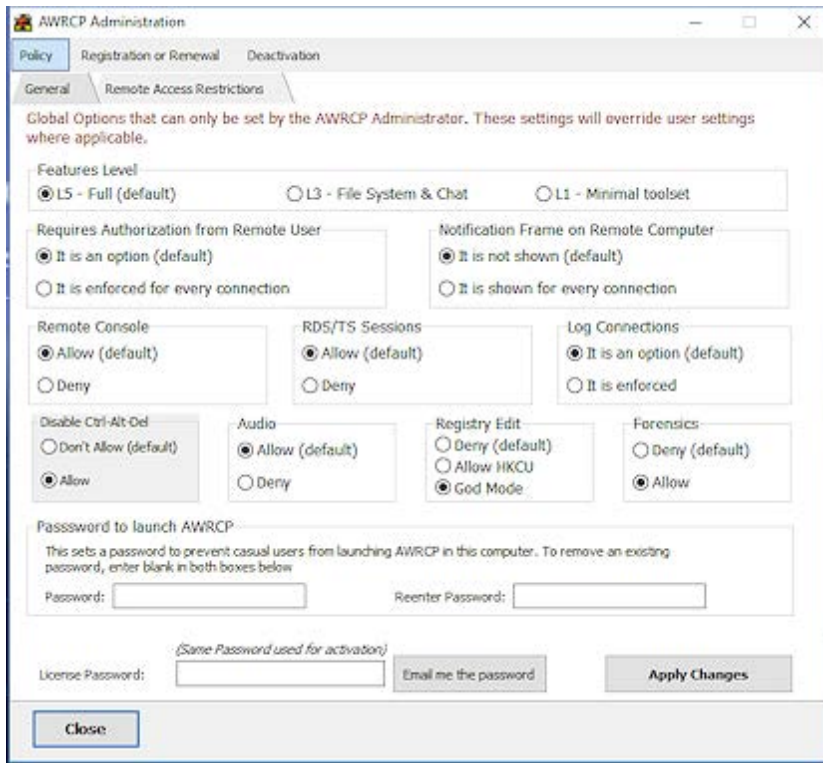 AWRCP Administration
Policy Registration or Renewal Deactivation
General Remote Access Restrictions
Global Options that can only be set by the AWRCP Administrator. These settings will override user settings
where applicable.
Features Level
L5 - Full (default) L3 - File System & Chat L1 - Minimal toolset
Requires Authorization from Remote User Notification Frame on Remote Computer
It is an option (default) It is not shown (default)
It is enforced for every connection It is shown for every connection
Remote Console RDS/TS Sessions Log Connections
Allow (default) Allow (default) It is an option (default)
Deny Deny It is enforced
Disable Ctrl-Alt-Del Audio Registry Edit Forensics
Don't Allow (default) Allow (default) Deny (default) Deny (default)
Allow HKCU
Allow Deny God Mode Allow
Passsword to launch AWRCP
This sets a password to prevent casual users from launching AWRCP in this computer. To remove an existing
password, enter blank in both boxes below
Password: Reenter Password:
(Same Password used for activation)
License Password: Email me the password Apply Changes
Close